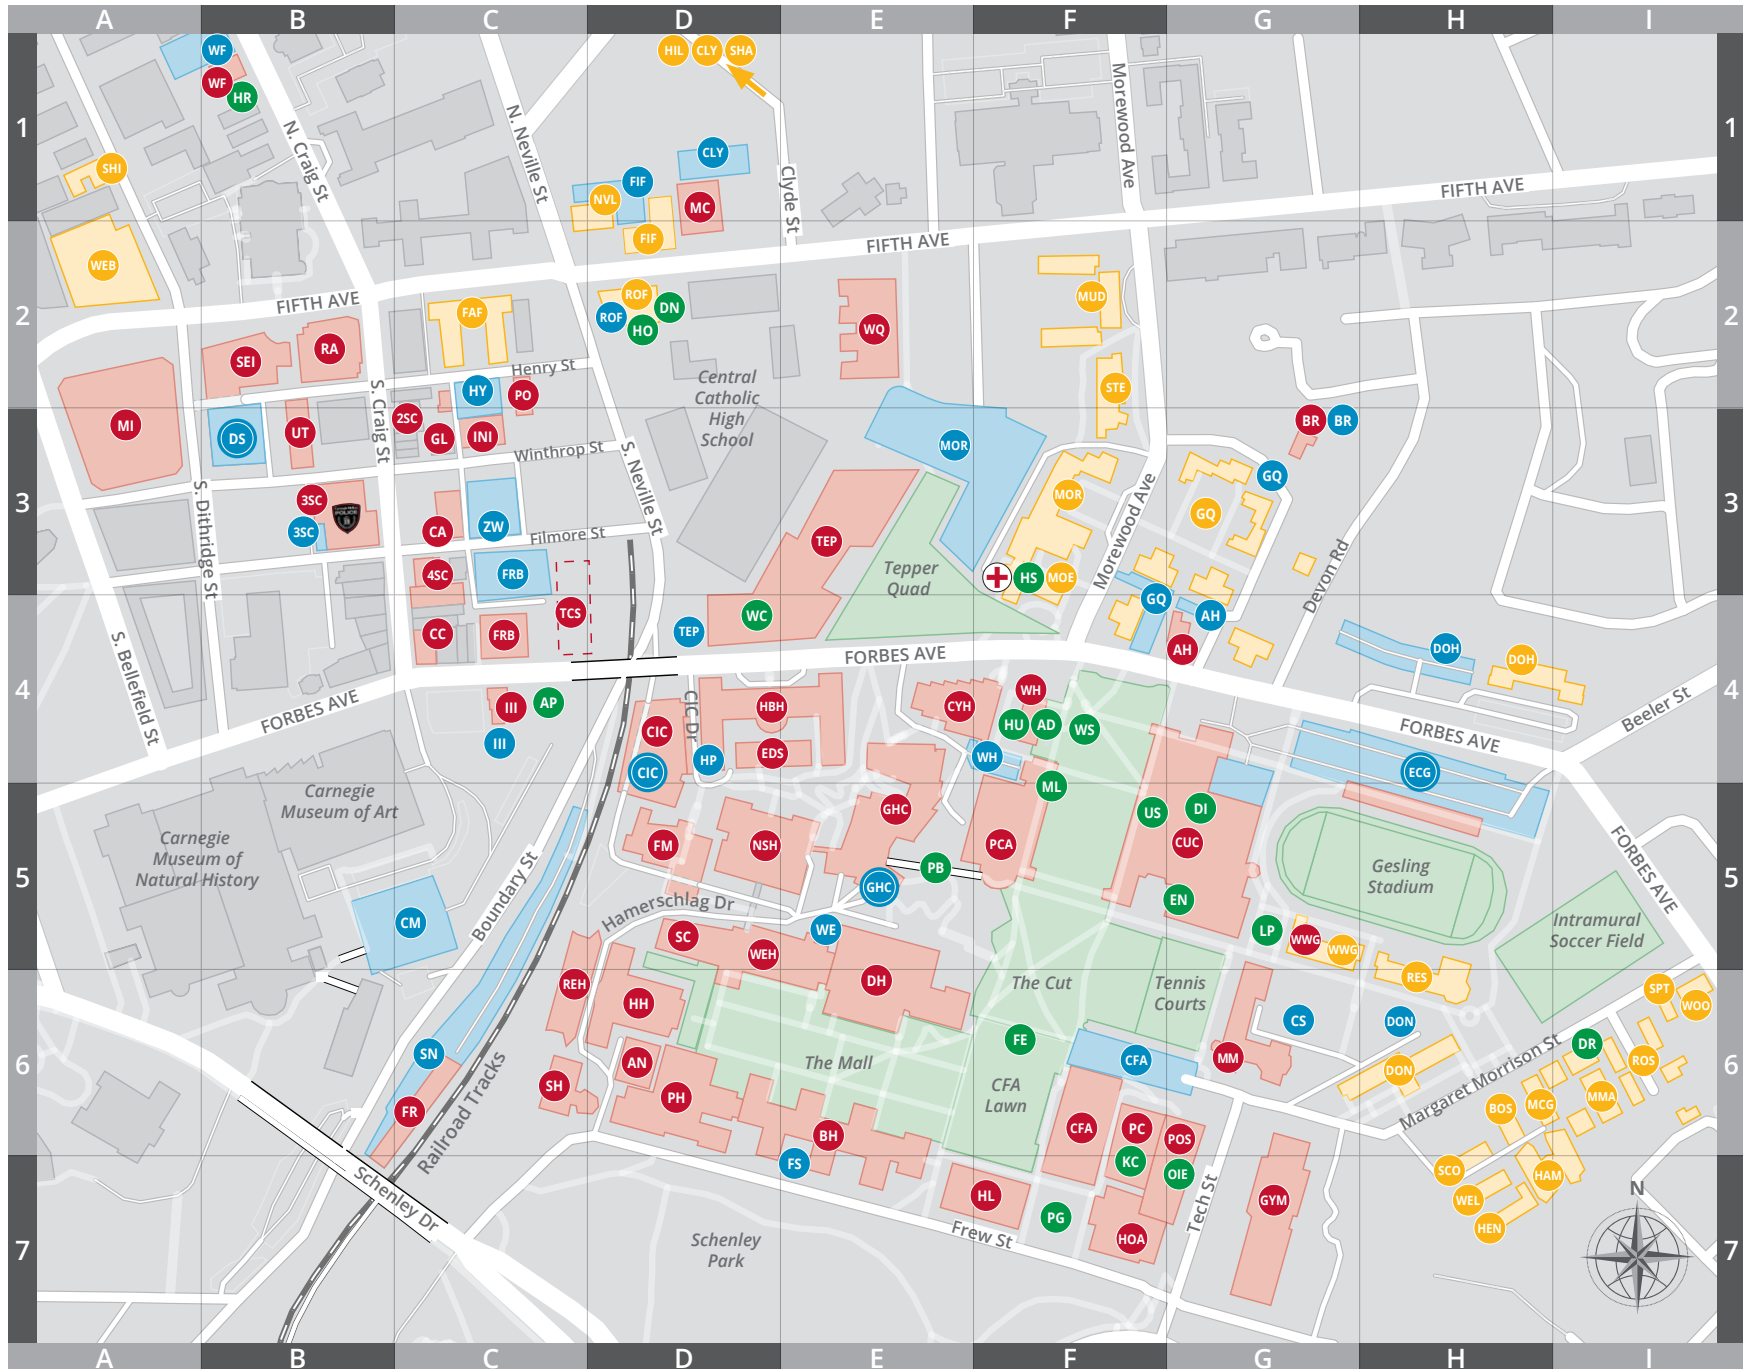 A B C D E F G H I
1 1
2 2
3 3
4 4
5 5
6 6
7 7
WF
WF
HR
HIL CLY SHA
CLY
SHI
FIF
NVL
MC
FIF
N. Craig St
N. Neville St
Clyde St
Morewood Ave
FIFTH AVE
FIFTH AVE
FIFTH AVE
WEB
FAF
ROF
ROF
DN
HO
WQ
MUD
STE
SEI
RA
Henry St
HY
PO
Central
Catholic
High
School
MI
DS
UT
S. Craig St
2SC
GL
INI
Winthrop St
S. Neville St
MOR
BR
BR
GQ
MOR
GQ
Morewood Ave
Devon Rd
S. Dithridge St
3SC
3SC
CA
ZW
Filmore St
TEP
Tepper
Quad
4SC
FRB
HS
MOE
GQ
AH
AH
TCS
WC
TEP
CC
FRB
S. Bellefield St
FORBES AVE
FORBES AVE
FORBES AVE
FORBES AVE
DOH
DOH
Beeler St
III
AP
III
CIC Dr
CIC
CIC
HP
HBH
EDS
CYH
WH
HU
AD
WS
WH
ML
ECG
Carnegie
Museum of Art
Carnegie
Museum of
Natural History
GHC
FM
NSH
PCA
US
DI
CUC
PB
GHC
EN
Gesling
Stadium
Intramural
Soccer Field
CM
Boundary St
Hamerschlag Dr
SC
WEH
WE
DH
LP
WWG
WWG
RES
REH
HH
The Cut
Tennis
Courts
CS
DON
SPT
WOO
SN
Railroad Tracks
AN
SH
PH
The Mall
FE
CFA
Lawn
CFA
MM
DON
Margaret Morrison St
DR
ROS
FR
BH
FS
CFA
PC
KC
POS
OIE
BOS
MCG
MMA
SCO
WEL
HAM
HEN
Schenley Dr
Schenley
Park
HL
Frew St
PG
HOA
Tech St
GYM
N
A B C D E F G H I